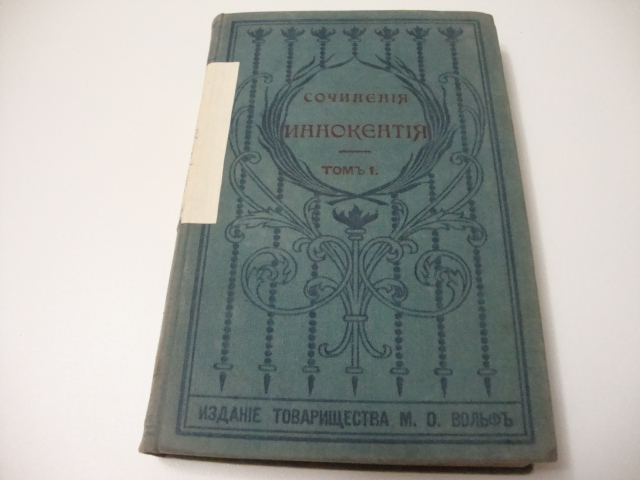 СОЧИНЕНІЯ
ИННОКЕНТІЯ
ТОМЪ 1.
ИЗДАНІЕ ТОВАРИЩЕСТВА М. О. ВОЛЬФЪ